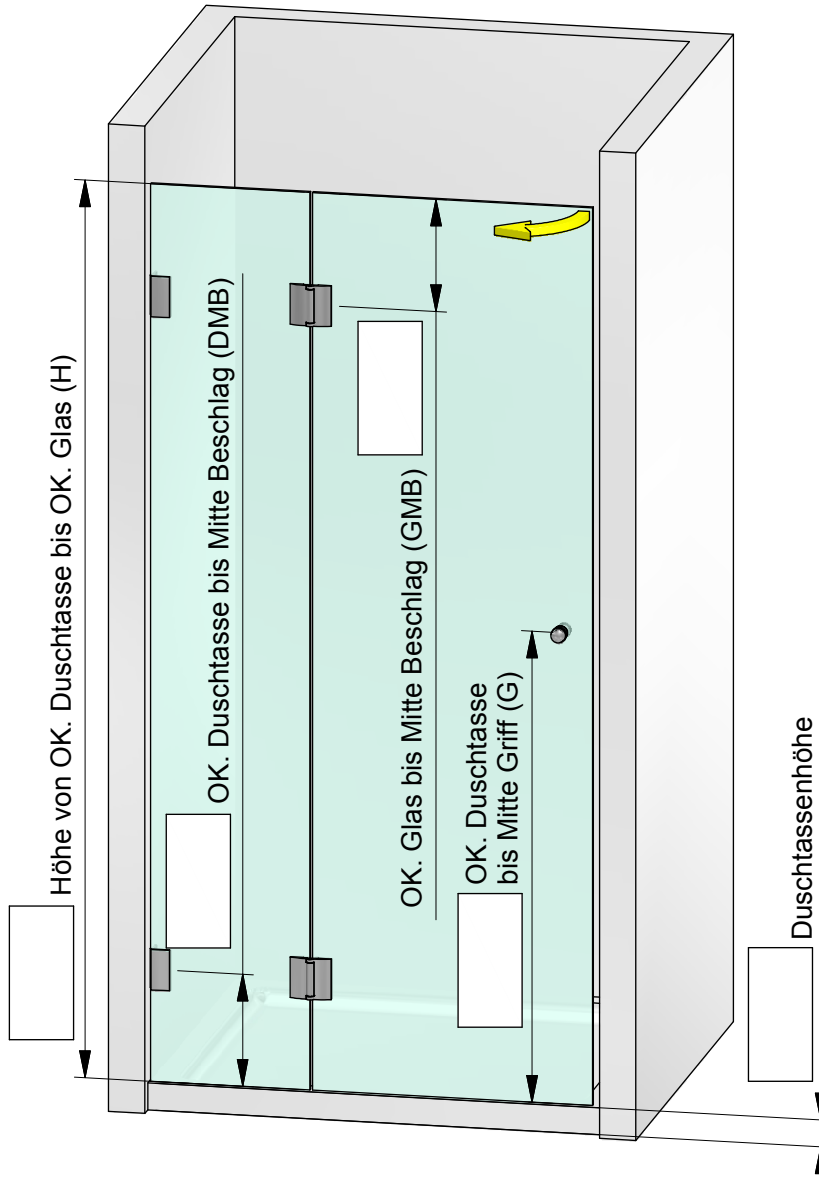 Höhe von OK. Duschtasse bis OK. Glas (H)
OK. Duschtasse bis Mitte Beschlag (DMB)
OK. Glas bis Mitte Beschlag (GMB)
OK. Duschtasse
bis Mitte Griff (G)
Duschtassenhöhe